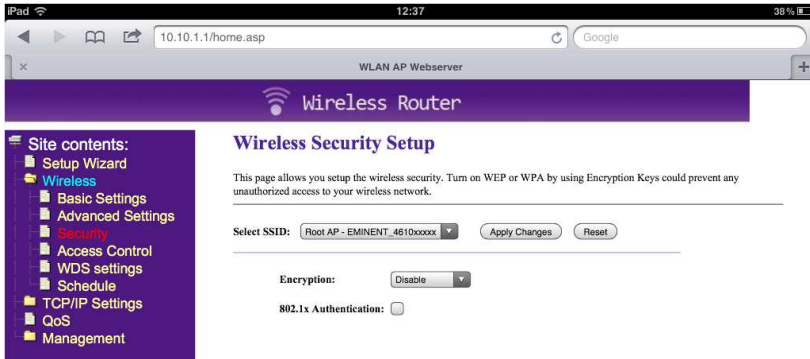 iPad 12:37 38%
10.10.1.1/home.asp Google
WLAN AP Webserver
Wireless Router
Site contents:
Setup Wizard
Wireless
Basic Settings
Advanced Settings
Security
Access Control
WDS settings
Schedule
TCP/IP Settings
QoS
Management
Wireless Security Setup
This page allows you setup the wireless security. Turn on WEP or WPA by using Encryption Keys could prevent any
unauthorized access to your wireless network.
Select SSID: Root AP - EMINENT_4610xxxxx Apply Changes Reset
Encryption: Disable
802.1x Authentication: